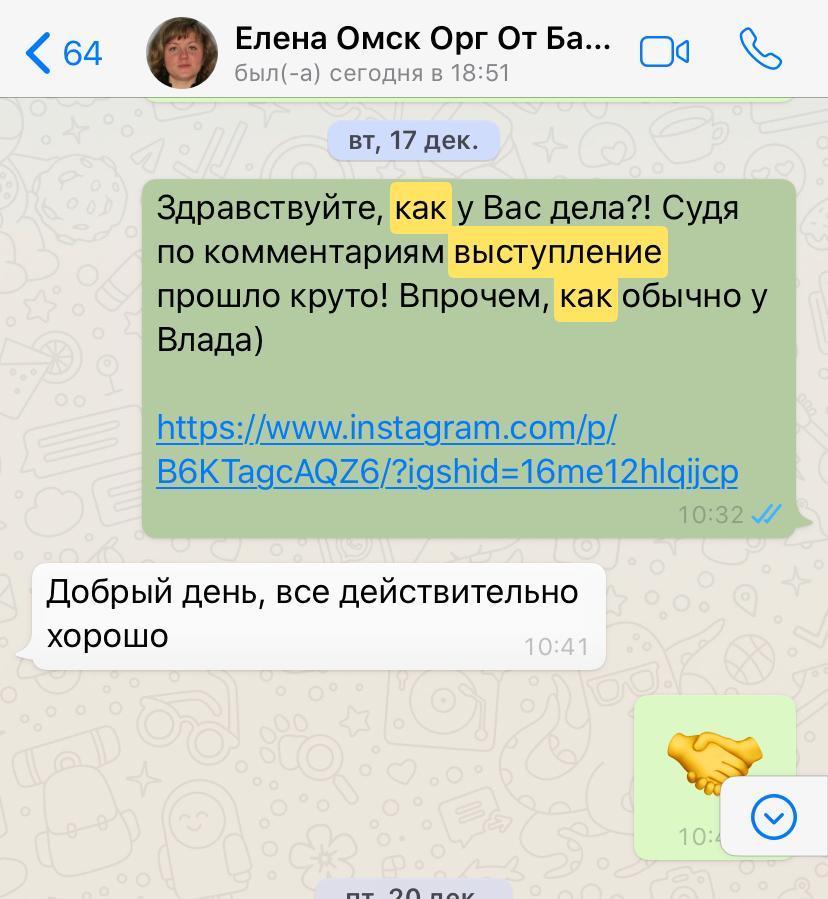 64
Елена Омск Орг От Ба...
был(-а) сегодня в 18:51
вт, 17 дек.
Здравствуйте, как у Вас дела?! Судя
по комментариям выступление
прошло круто! Впрочем, как обычно у
Влада)
https://www.instagram.com/p/
B6KTagcAQZ6/?igshid=16me12hlqijcp
10:32
Добрый день, все действительно
хорошо
10:41
🤝
10:4
пт, 20 дек.